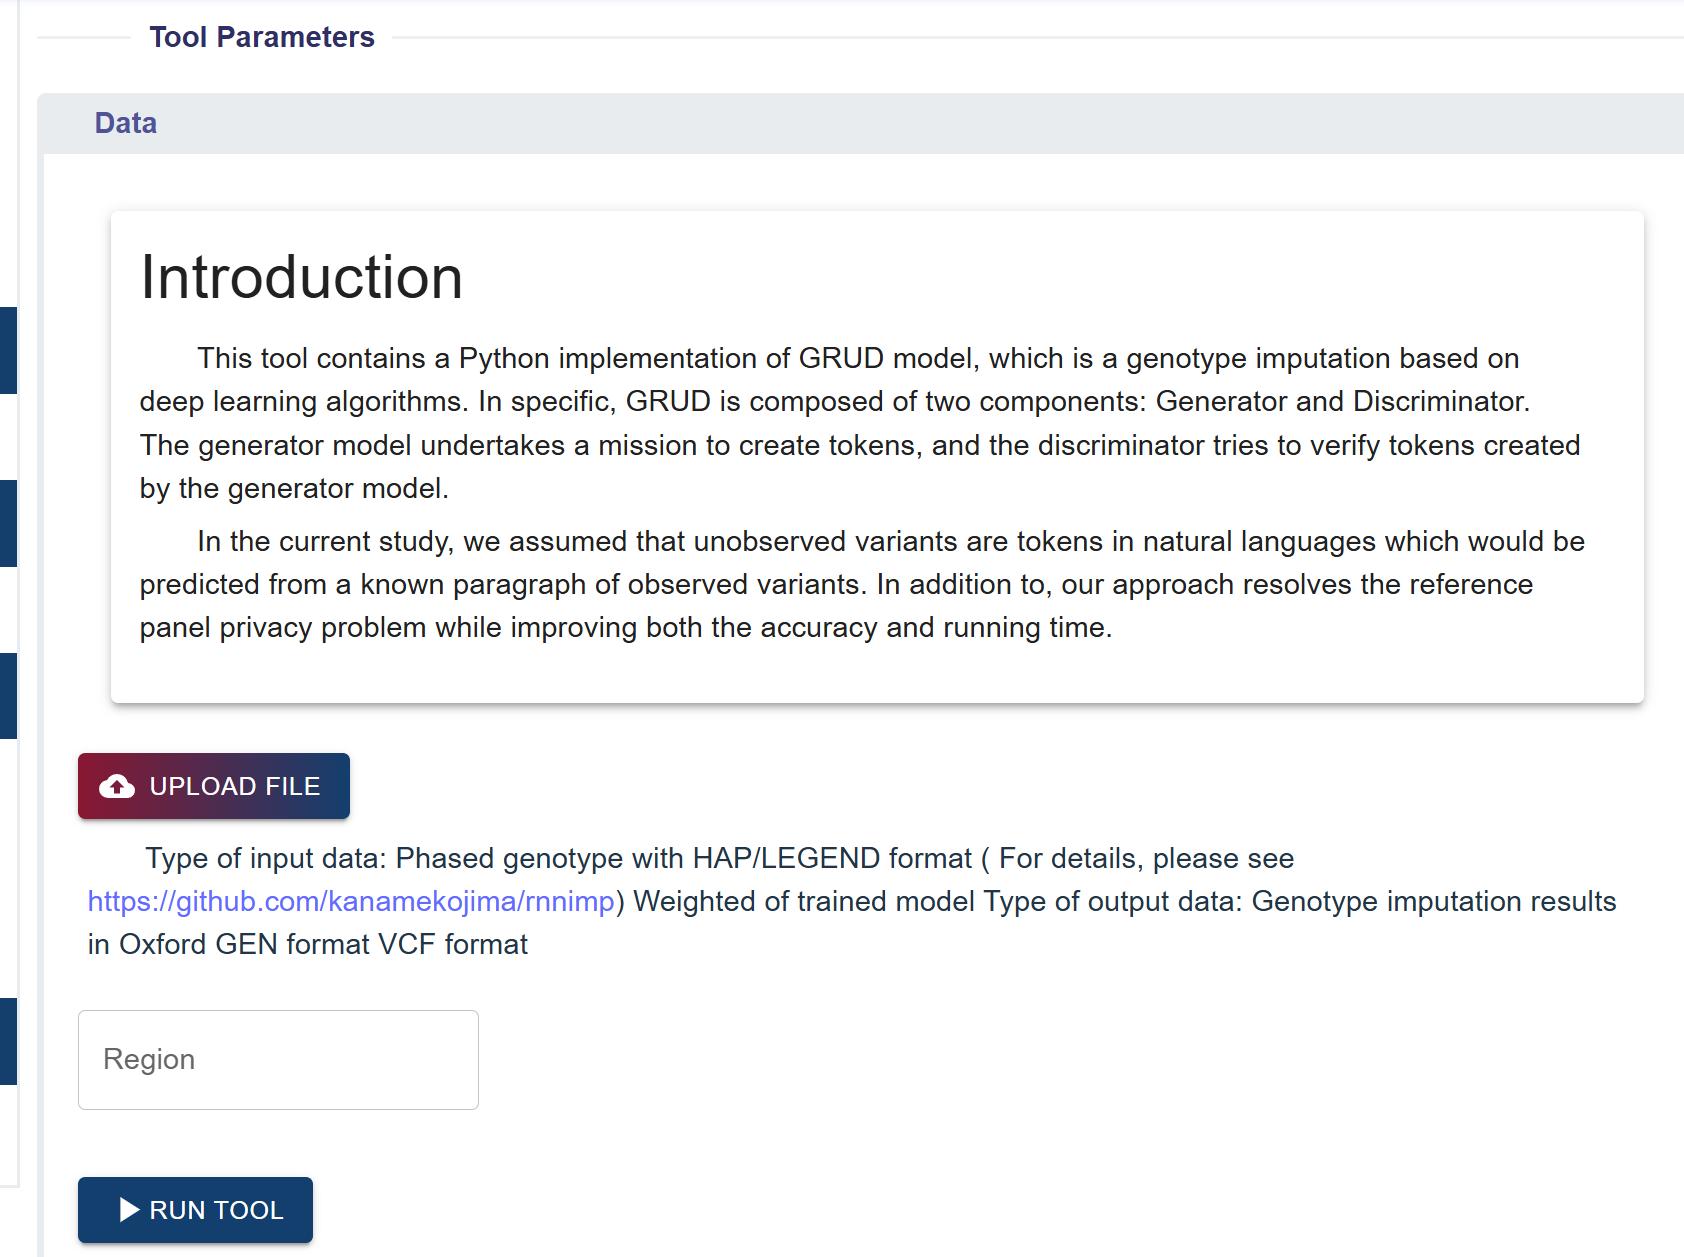 Tool Parameters
Data
Introduction
This tool contains a Python implementation of GRUD model, which is a genotype imputation based on
deep learning algorithms. In specific, GRUD is composed of two components: Generator and Discriminator.
The generator model undertakes a mission to create tokens, and the discriminator tries to verify tokens created
by the generator model.
In the current study, we assumed that unobserved variants are tokens in natural languages which would be
predicted from a known paragraph of observed variants. In addition to, our approach resolves the reference
panel privacy problem while improving both the accuracy and running time.
UPLOAD FILE
Type of input data: Phased genotype with HAP/LEGEND format ( For details, please see
https://github.com/kanamekojima/rnnimp) Weighted of trained model Type of output data: Genotype imputation results
in Oxford GEN format VCF format
Region
RUN TOOL